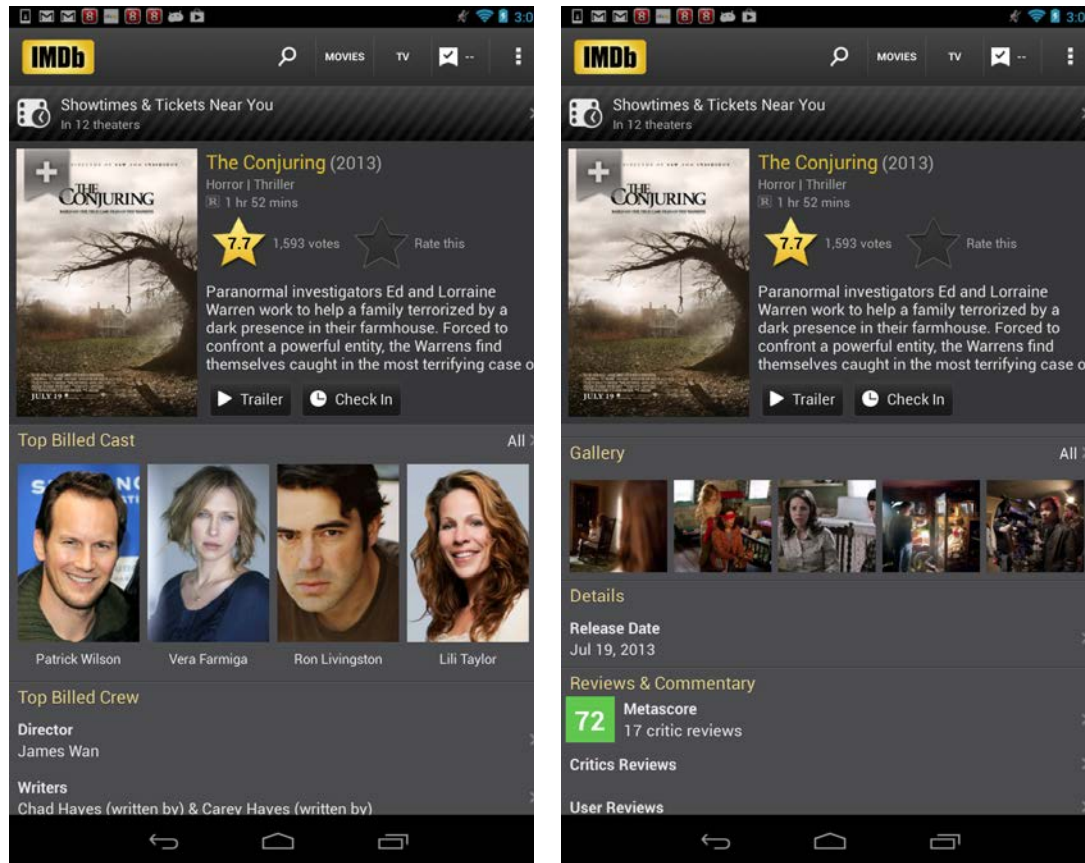 3:0
IMDb
MOVIES
TV
--
Showtimes & Tickets Near You
In 12 theaters
THE
CONJURING
JULY 19
The Conjuring (2013)
Horror | Thriller
R 1 hr 52 mins
7.7
1,593 votes
Rate this
Paranormal investigators Ed and Lorraine
Warren work to help a family terrorized by a
dark presence in their farmhouse. Forced to
confront a powerful entity, the Warrens find
themselves caught in the most terrifying case o
Trailer
Check In
Top Billed Cast
All
Patrick Wilson
Vera Farmiga
Ron Livingston
Lili Taylor
Top Billed Crew
Director
James Wan
Writers
Chad Hayes (written by) & Carey Hayes (written by)
3:0
IMDb
MOVIES
TV
--
Showtimes & Tickets Near You
In 12 theaters
THE
CONJURING
JULY 19
The Conjuring (2013)
Horror | Thriller
R 1 hr 52 mins
7.7
1,593 votes
Rate this
Paranormal investigators Ed and Lorraine
Warren work to help a family terrorized by a
dark presence in their farmhouse. Forced to
confront a powerful entity, the Warrens find
themselves caught in the most terrifying case o
Trailer
Check In
Gallery
All
Details
Release Date
Jul 19, 2013
Reviews & Commentary
72
Metascore
17 critic reviews
Critics Reviews
User Reviews